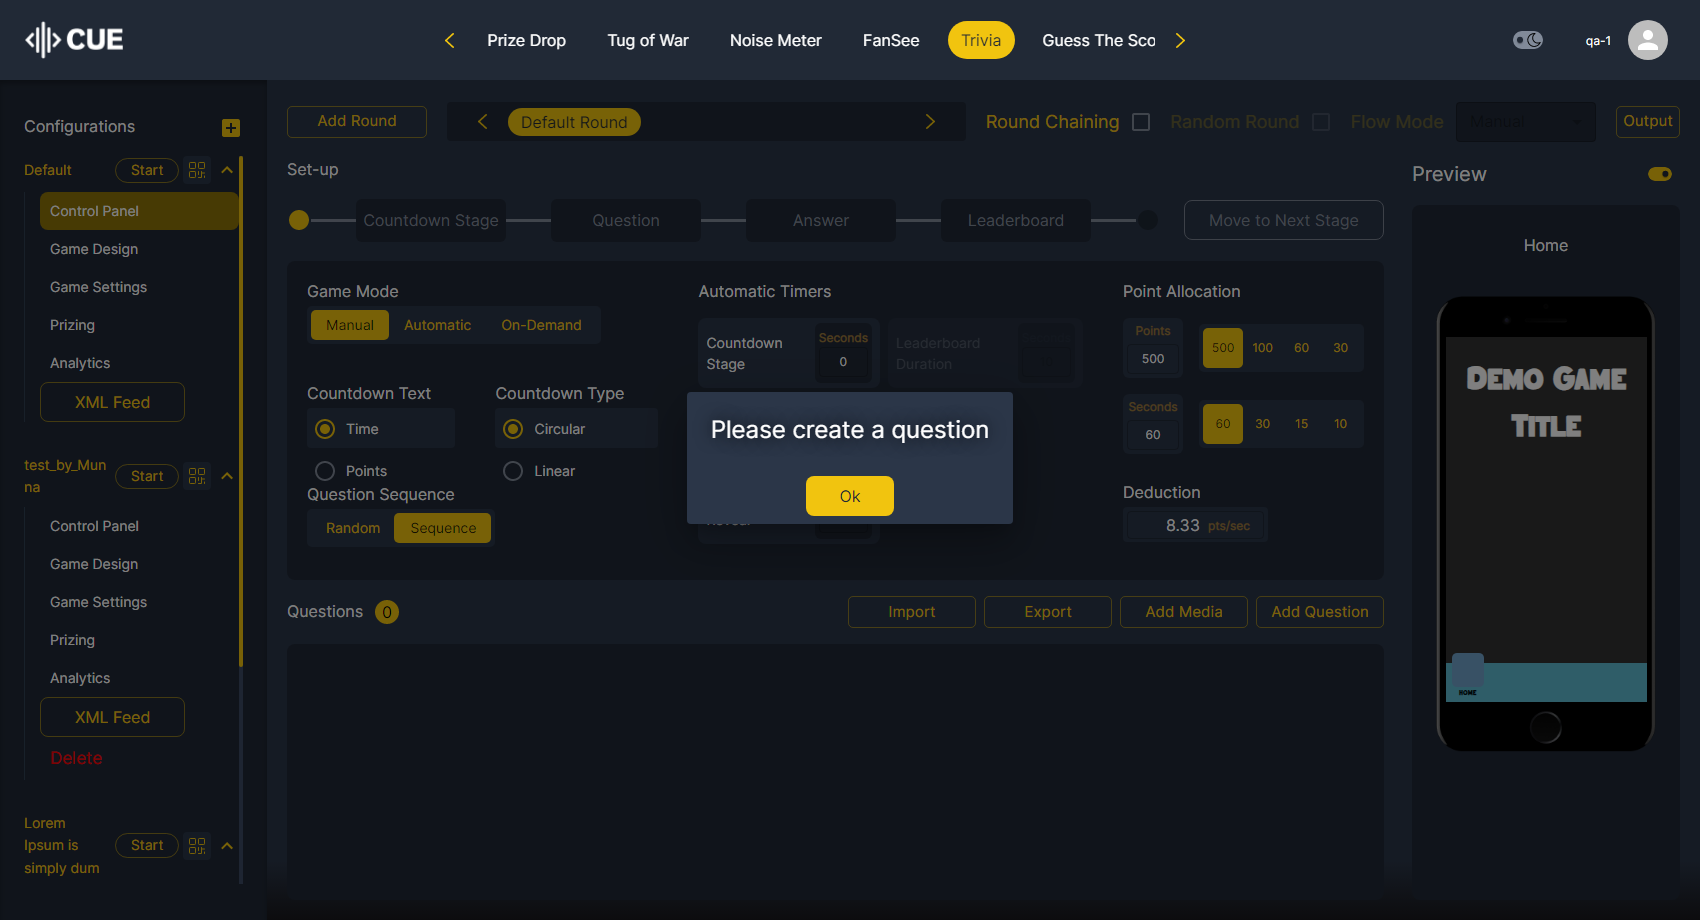 CUE
Prize Drop
Tug of War
Noise Meter
FanSee
Trivia
Guess The Sco
qa-1
Configurations
Default
Start
Control Panel
Game Design
Game Settings
Prizing
Analytics
XML Feed
test_by_Mun
na
Start
Control Panel
Game Design
Game Settings
Prizing
Analytics
XML Feed
Delete
Lorem
Ipsum is
simply dum
Start
Add Round
Default Round
Round Chaining
Random Round
Flow Mode
Manual
Output
Set-up
Countdown Stage
Question
Answer
Leaderboard
Move to Next Stage
Game Mode
Manual
Automatic
On-Demand
Countdown Text
Time
Points
Countdown Type
Circular
Linear
Question Sequence
Random
Sequence
Automatic Timers
Countdown
Stage
Seconds
0
Leaderboard
Duration
Please create a question
Ok
Point Allocation
Points
500
500
100
60
30
Seconds
60
60
30
15
10
Deduction
8.33 pts/sec
Questions
0
Import
Export
Add Media
Add Question
Preview
Home
Demo Game
Title
HOME